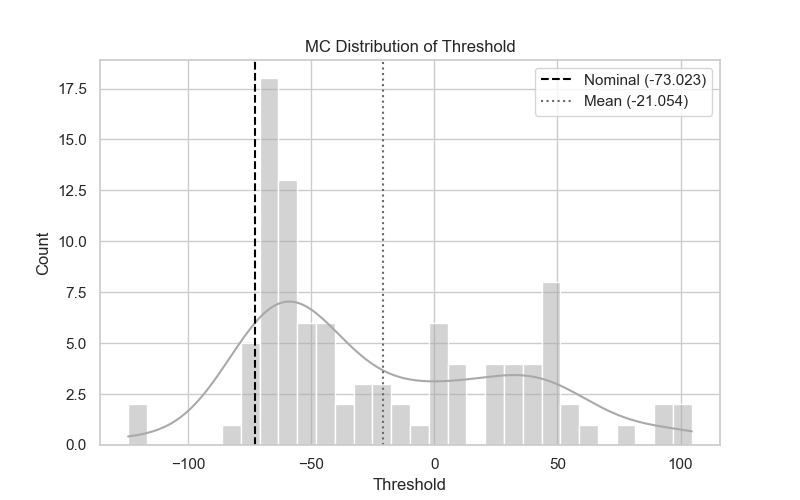 MC Distribution of Threshold
Nominal (-73.023)
Mean (-21.054)
17.5
15.0
12.5
10.0
7.5
5.0
2.5
0.0
Count
−100
−50
0
50
100
Threshold